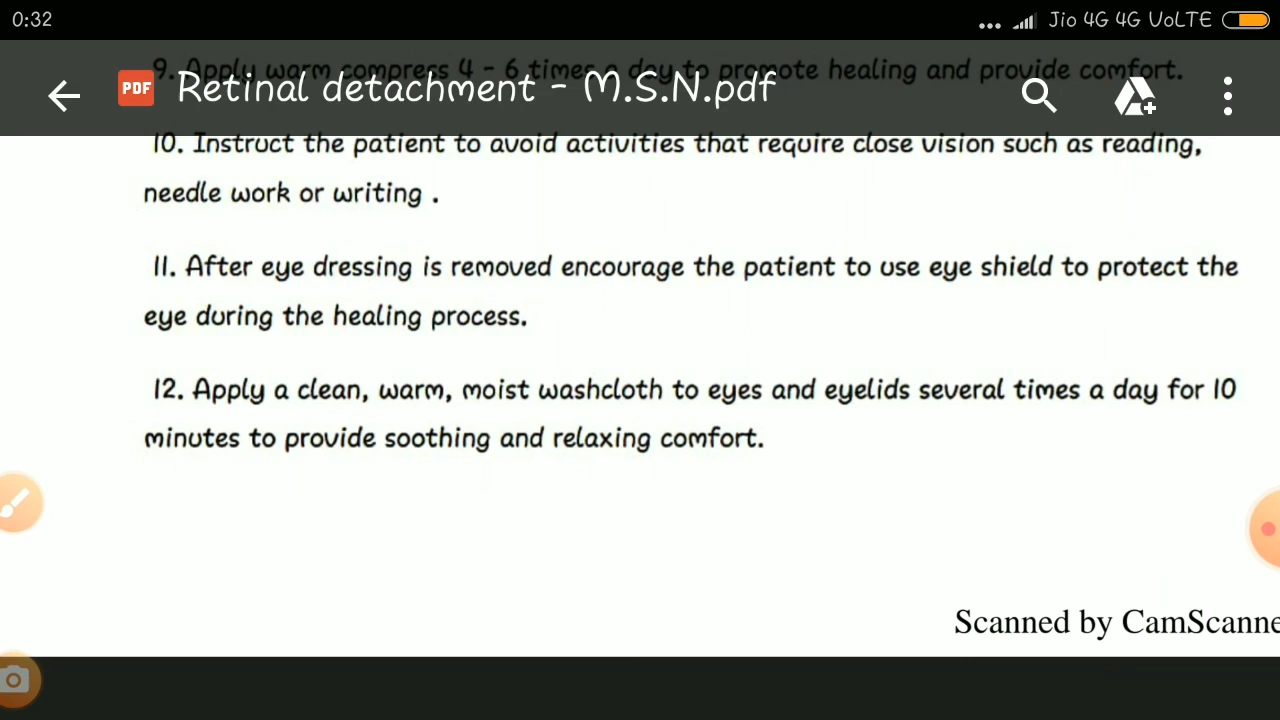 0:32
Jio 4G 4G VoLTE
9. Apply warm compress 4 - 6 times a day to promote healing and provide comfort.
PDF
Retinal detachment - M.S.N.pdf
10. Instruct the patient to avoid activities that require close vision such as reading,
needle work or writing .
11. After eye dressing is removed encourage the patient to use eye shield to protect the
eye during the healing process.
12. Apply a clean, warm, moist washcloth to eyes and eyelids several times a day for 10
minutes to provide soothing and relaxing comfort.
Scanned by CamScanne